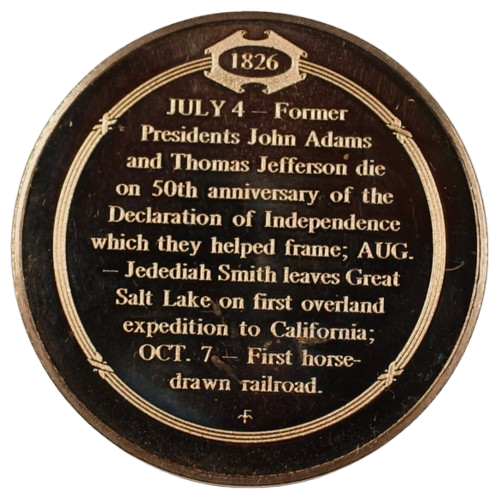 1826
JULY 4 – Former
Presidents John Adams
and Thomas Jefferson die
on 50th anniversary of the
Declaration of Independence
which they helped frame; AUG.
– Jedediah Smith leaves Great
Salt Lake on first overland
expedition to California;
OCT. 7 – First horse-
drawn railroad.